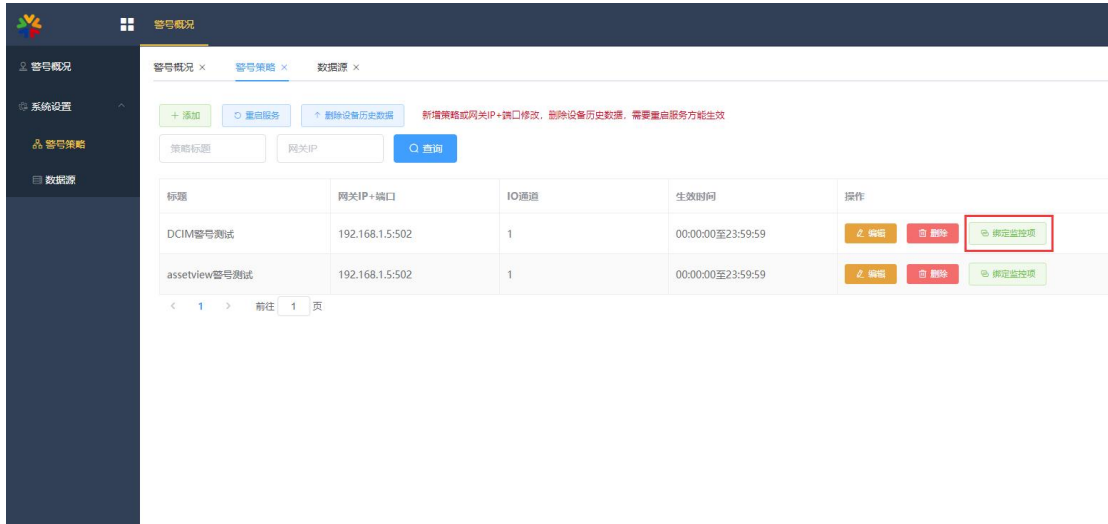 警号概况
警号概况
系统设置
警号策略
数据源
警号概况 × 警号策略 × 数据源 ×
+ 添加 重启服务 删除设备历史数据 新增策略或网关IP+端口修改，删除设备历史数据，需要重启服务方能生效
策略标题 网关IP 查询
标题 网关IP+端口 IO通道 生效时间 操作
DCIM警号测试 192.168.1.5:502 1 00:00:00至23:59:59 编辑 删除 绑定监控项
assetview警号测试 192.168.1.5:502 1 00:00:00至23:59:59 编辑 删除 绑定监控项
< 1 > 前往 1 页